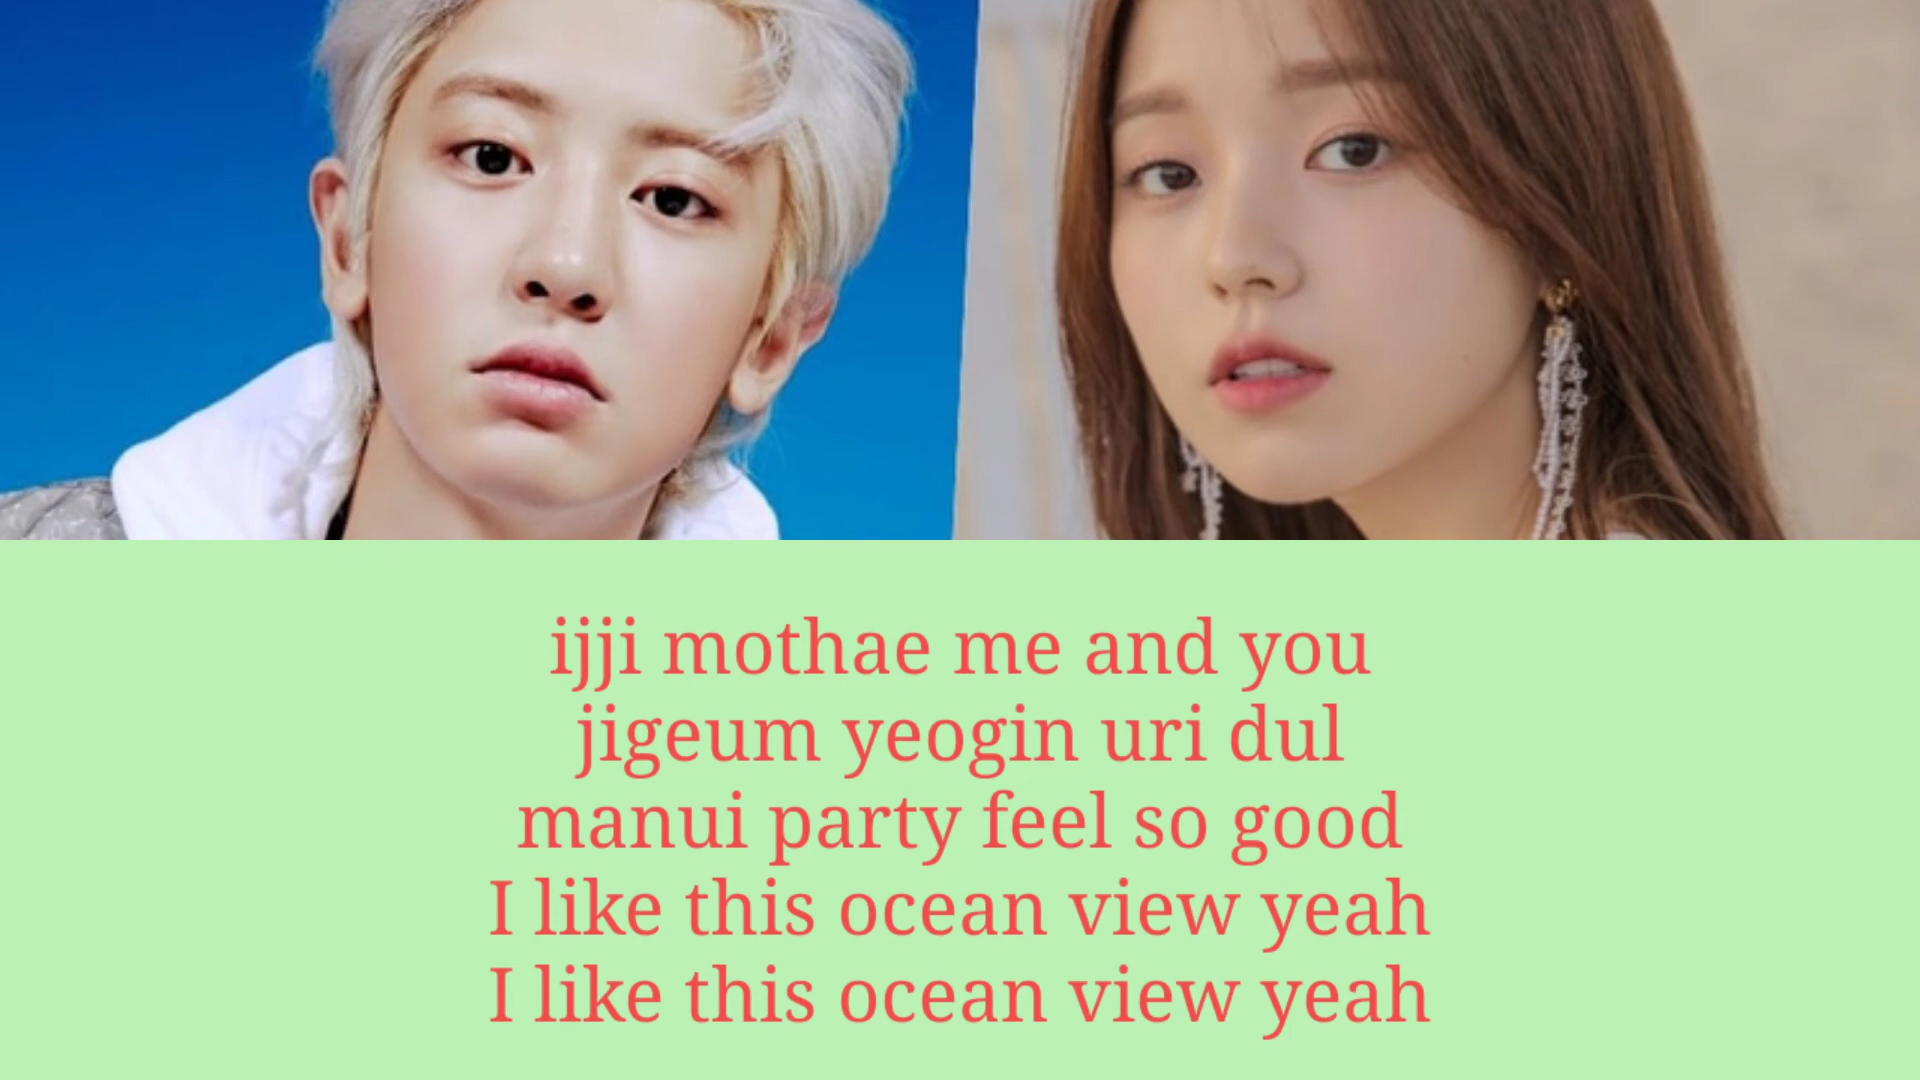 ijji mothae me and you
jigeum yeogin uri dul
manui party feel so good
I like this ocean view yeah
I like this ocean view yeah